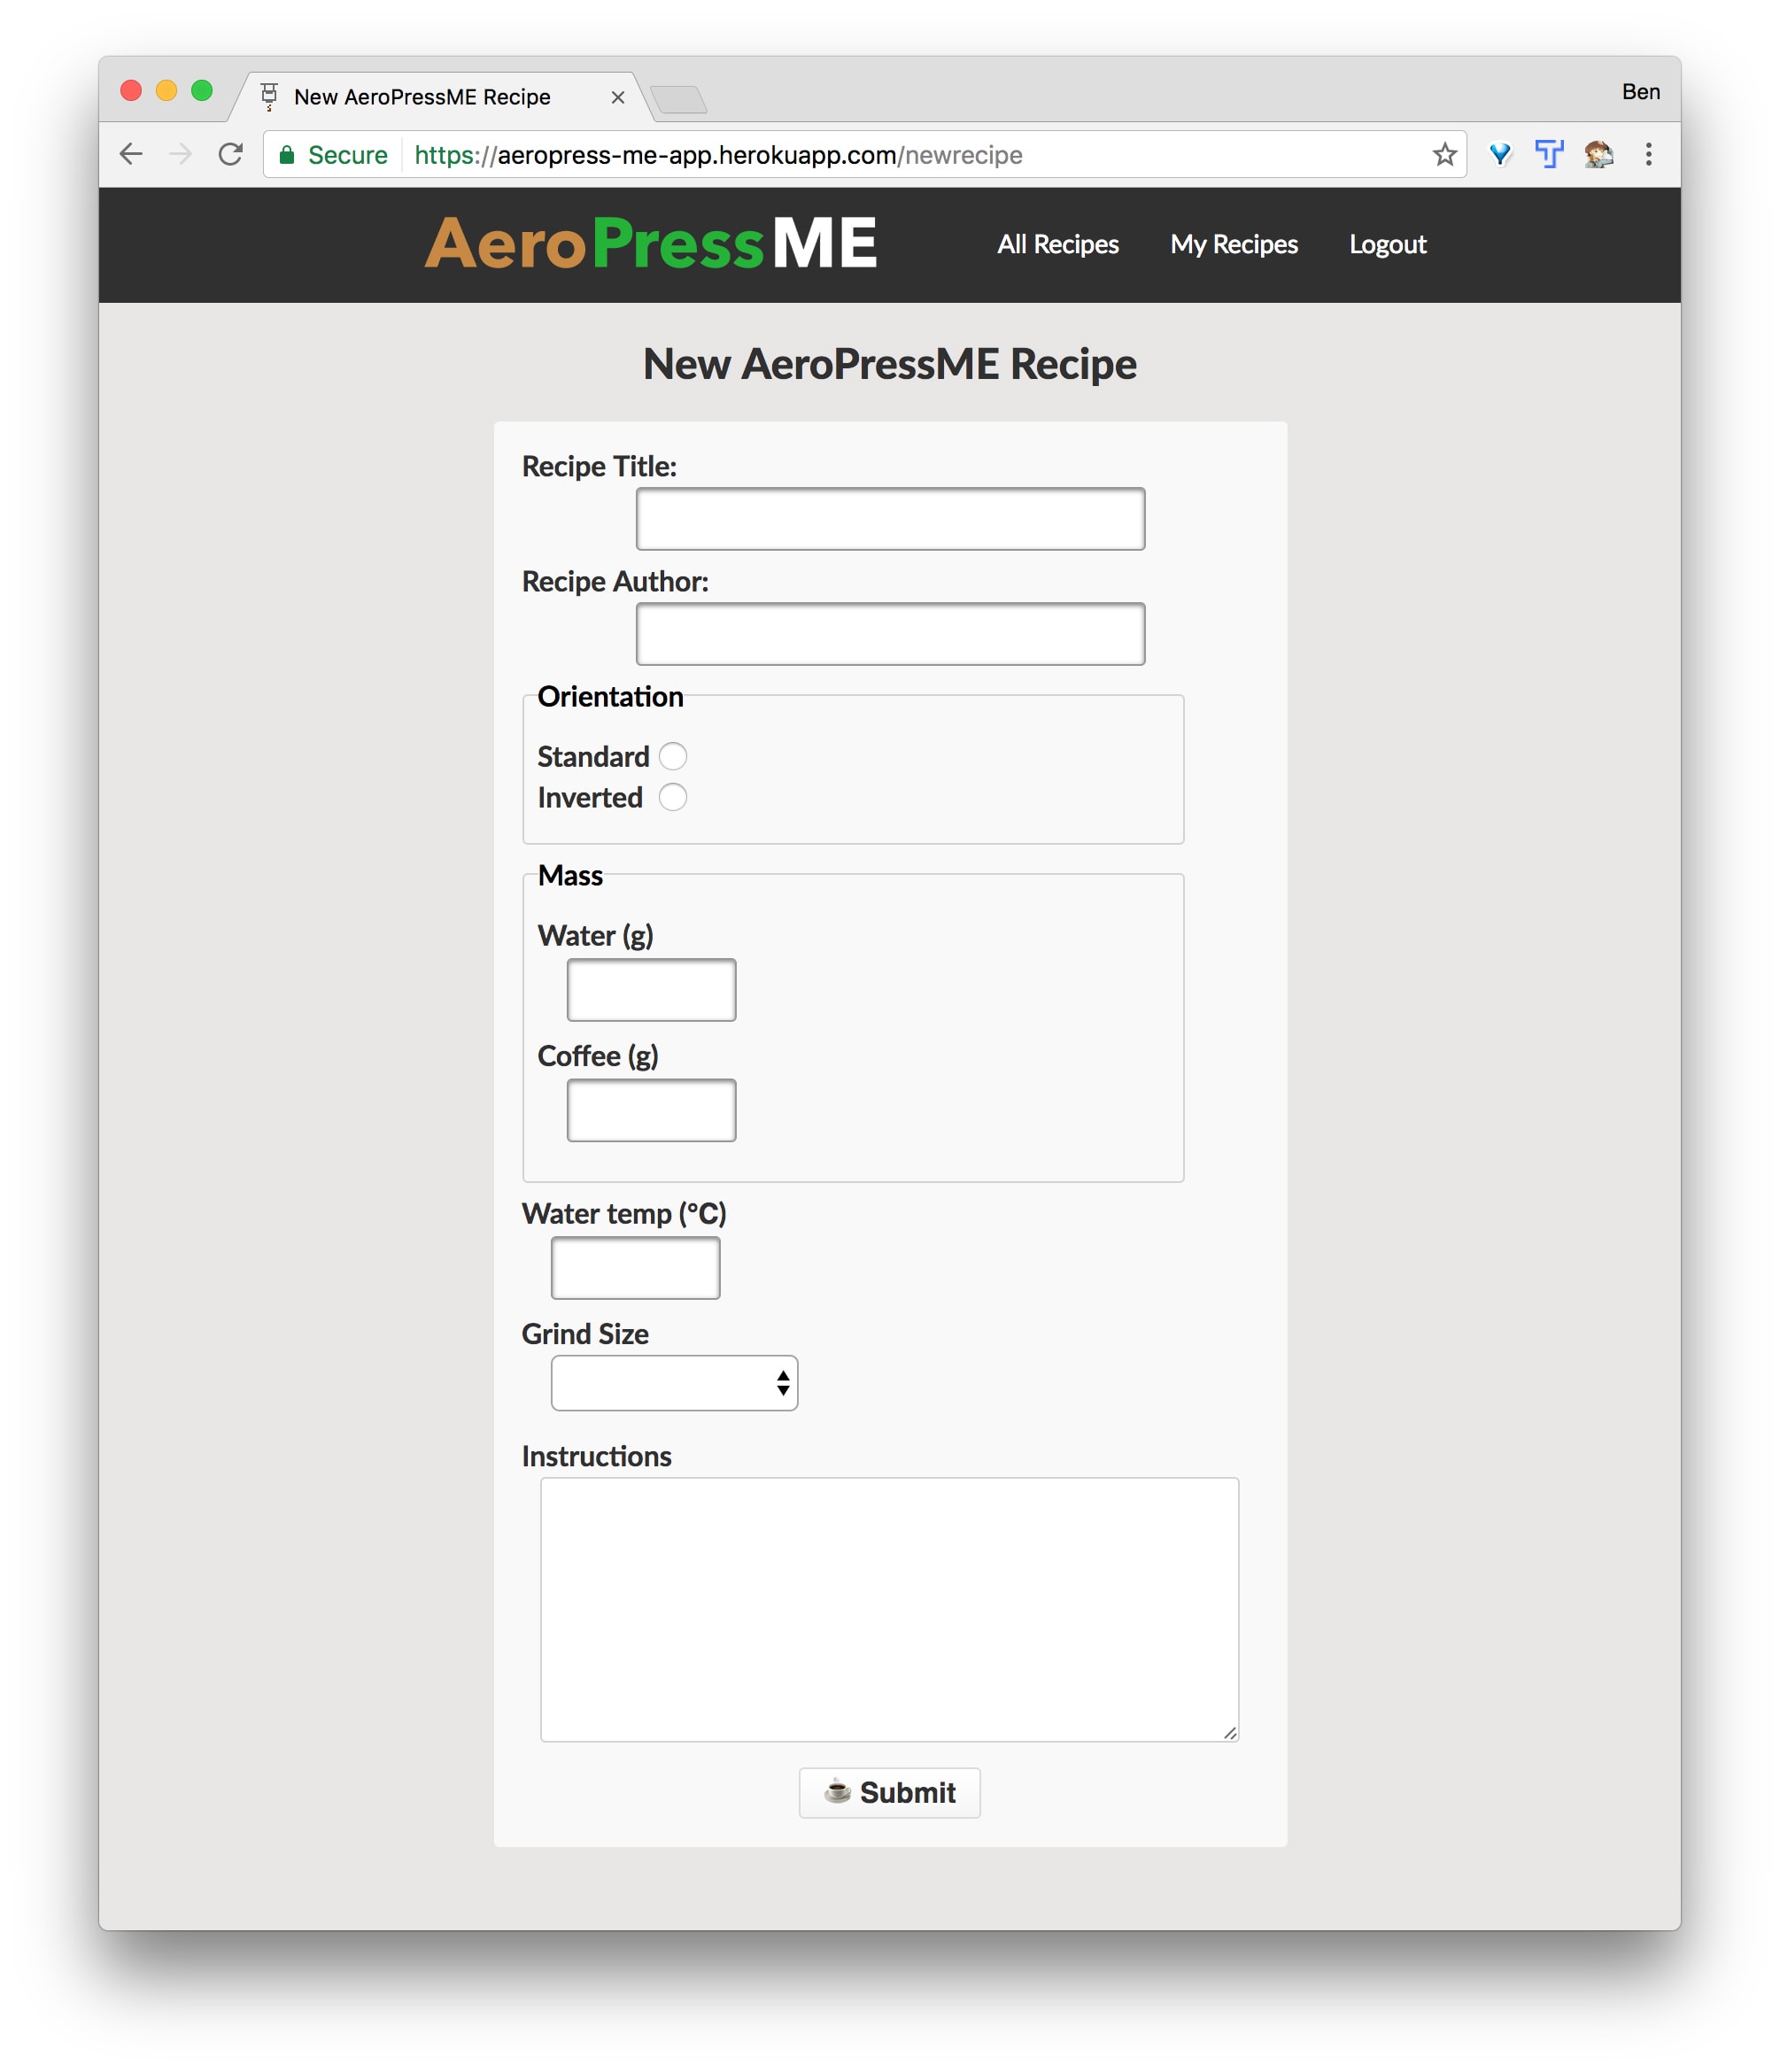 New AeroPressME Recipe
Ben
Secure https://aeropress-me-app.herokuapp.com/newrecipe
AeroPressME All Recipes My Recipes Logout
New AeroPressME Recipe
Recipe Title:
Recipe Author:
Orientation
Standard
Inverted
Mass
Water (g)
Coffee (g)
Water temp (°C)
Grind Size
Instructions
Submit